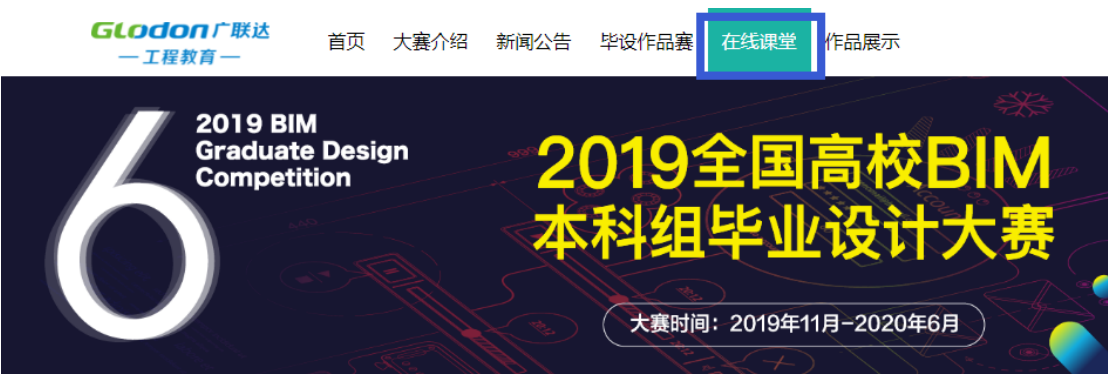 GLodon广联达
—工程教育—
首页 大赛介绍 新闻公告 毕设作品赛 在线课堂 作品展示
6
2019 BIM
Graduate Design
Competition
2019全国高校BIM
本科组毕业设计大赛
大赛时间：2019年11月-2020年6月